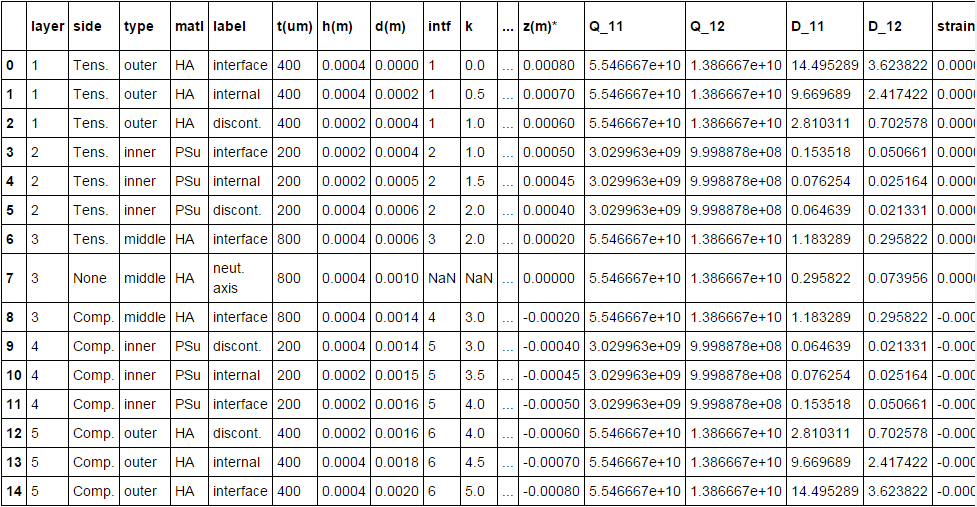 layer side type matl label t(um) h(m) d(m) intf k ... z(m)* Q_11 Q_12 D_11 D_12 strain
0 1 Tens. outer HA interface 400 0.0004 0.0000 1 0.0 ... 0.00080 5.546667e+10 1.386667e+10 14.495289 3.623822 0.000
1 1 Tens. outer HA internal 400 0.0004 0.0002 1 0.5 ... 0.00070 5.546667e+10 1.386667e+10 9.669689 2.417422 0.000
2 1 Tens. outer HA discont. 400 0.0002 0.0004 1 1.0 ... 0.00060 5.546667e+10 1.386667e+10 2.810311 0.702578 0.000
3 2 Tens. inner PSu interface 200 0.0002 0.0004 2 1.0 ... 0.00050 3.029963e+09 9.998878e+08 0.153518 0.050661 0.000
4 2 Tens. inner PSu internal 200 0.0002 0.0005 2 1.5 ... 0.00045 3.029963e+09 9.998878e+08 0.076254 0.025164 0.000
5 2 Tens. inner PSu discont. 200 0.0004 0.0006 2 2.0 ... 0.00040 3.029963e+09 9.998878e+08 0.064639 0.021331 0.000
6 3 Tens. middle HA interface 800 0.0004 0.0006 3 2.0 ... 0.00020 5.546667e+10 1.386667e+10 1.183289 0.295822 0.000
7 3 None middle HA neut. axis 800 0.0004 0.0010 NaN NaN ... 0.00000 5.546667e+10 1.386667e+10 0.295822 0.073956 0.000
8 3 Comp. middle HA interface 800 0.0004 0.0014 4 3.0 ... -0.00020 5.546667e+10 1.386667e+10 1.183289 0.295822 -0.000
9 4 Comp. inner PSu discont. 200 0.0004 0.0014 5 3.0 ... -0.00040 3.029963e+09 9.998878e+08 0.064639 0.021331 -0.000
10 4 Comp. inner PSu internal 200 0.0002 0.0015 5 3.5 ... -0.00045 3.029963e+09 9.998878e+08 0.076254 0.025164 -0.000
11 4 Comp. inner PSu interface 200 0.0002 0.0016 5 4.0 ... -0.00050 3.029963e+09 9.998878e+08 0.153518 0.050661 -0.000
12 5 Comp. outer HA discont. 400 0.0002 0.0016 6 4.0 ... -0.00060 5.546667e+10 1.386667e+10 2.810311 0.702578 -0.000
13 5 Comp. outer HA internal 400 0.0004 0.0018 6 4.5 ... -0.00070 5.546667e+10 1.386667e+10 9.669689 2.417422 -0.000
14 5 Comp. outer HA interface 400 0.0004 0.0020 6 5.0 ... -0.00080 5.546667e+10 1.386667e+10 14.495289 3.623822 -0.000